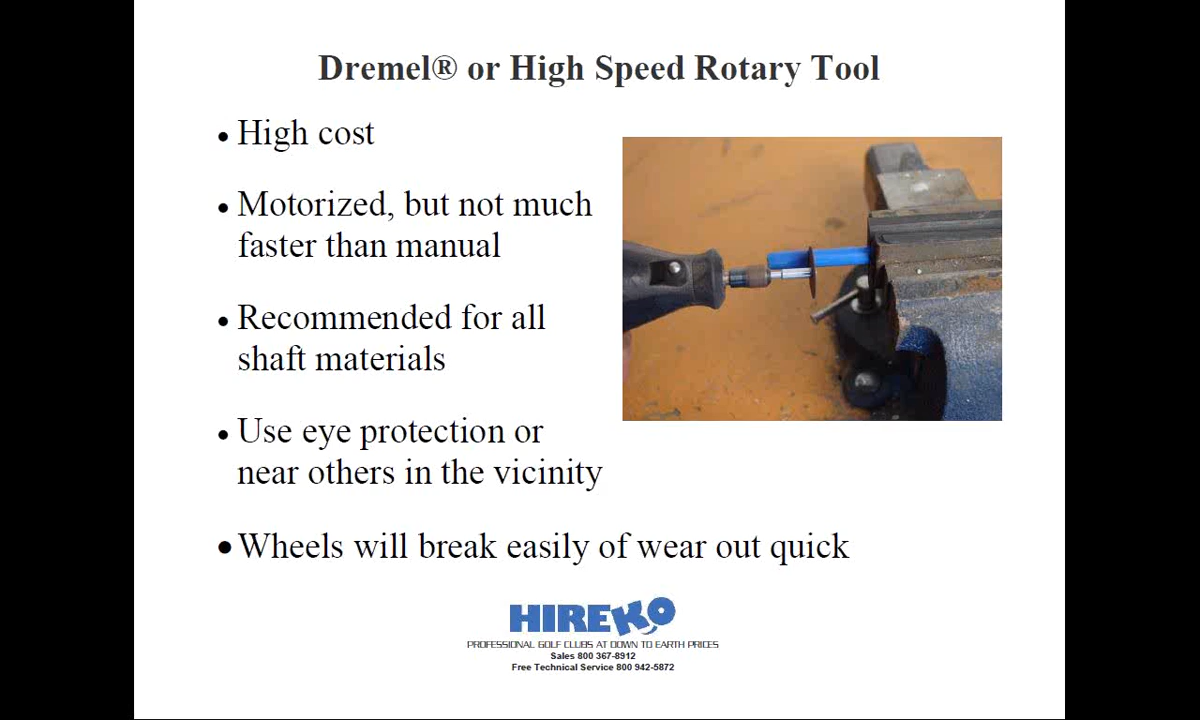 Dremel® or High Speed Rotary Tool
• High cost
• Motorized, but not much
faster than manual
• Recommended for all
shaft materials
• Use eye protection or
near others in the vicinity
• Wheels will break easily of wear out quick
HIREKO
PROFESSIONAL GOLF CLUBS AT DOWN TO EARTH PRICES
Sales 800 367-8912
Free Technical Service 800 942-5872